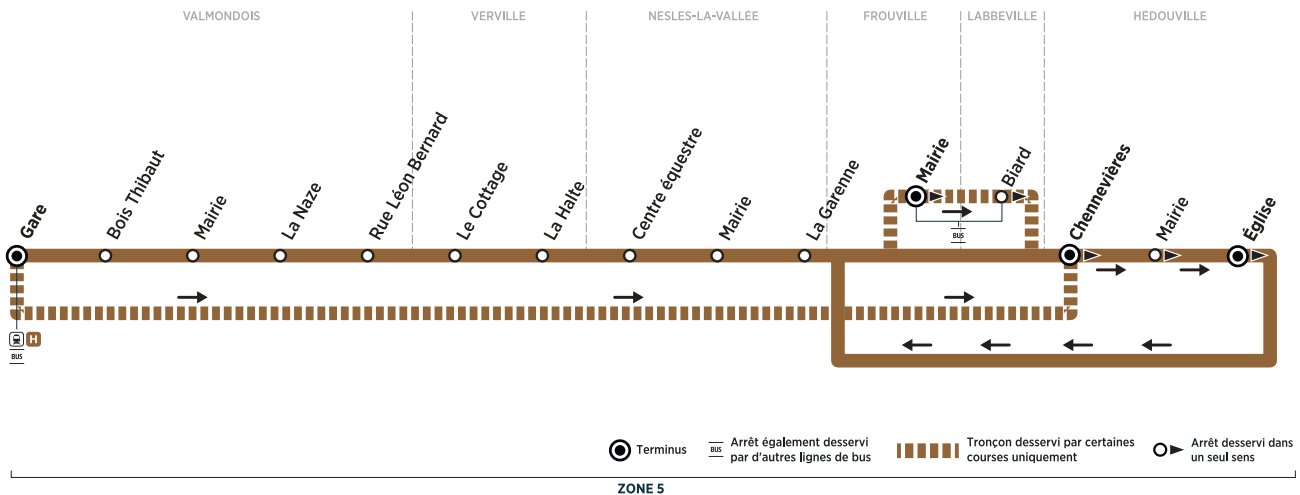 VALMONDOIS
VERVILLE
NESLES-LA-VALLÉE
FROUVILLE
LABBEVILLE
HÉDOUVILLE
Gare
Bois Thibaut
Mairie
La Naze
Rue Léon Bernard
Le Cottage
La Halte
Centre équestre
Mairie
La Garenne
Mairie
Biard
Chennevières
Mairie
Église
BUS
H
BUS
Terminus
BUS
Arrêt également desservi
par d'autres lignes de bus
Tronçon desservi par certaines
courses uniquement
Arrêt desservi dans
un seul sens
ZONE 5